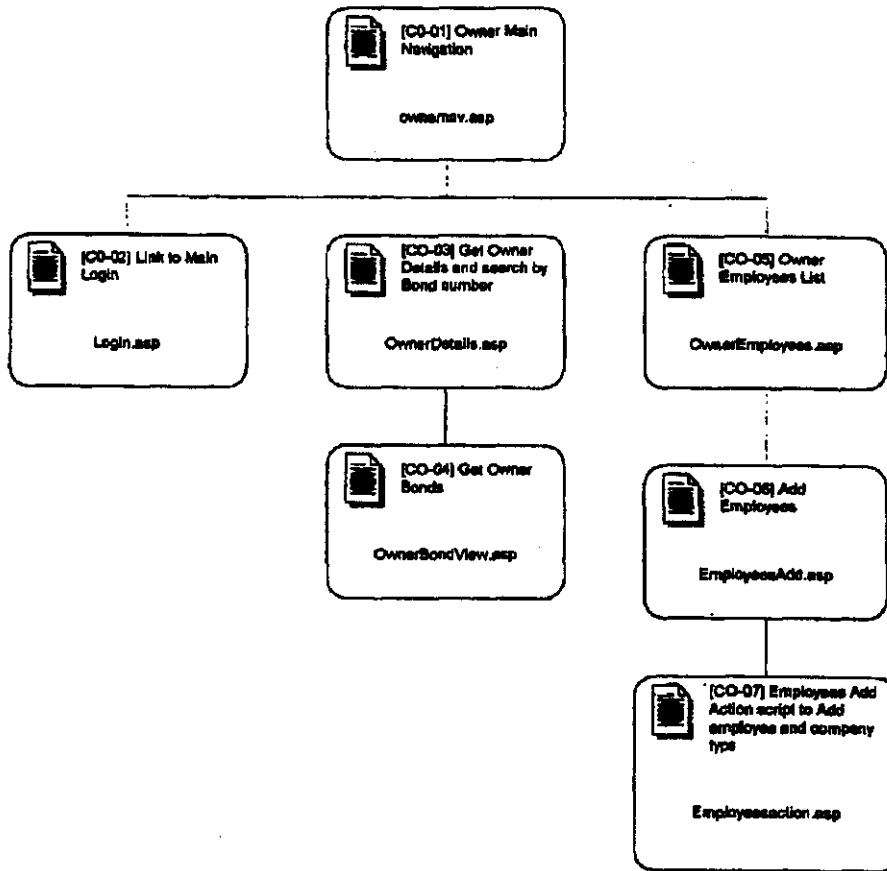 [C0-01] Owner Main
Navigation
ownernav.asp
[C0-02] Link to Main
Login
Login.asp
[CO-03] Get Owner
Details and search by
Bond number
OwnerDetails.asp
[CO-05] Owner
Employees List
OwnerEmployees.asp
[CO-04] Get Owner
Bonds
OwnerBondView.asp
[CO-06] Add
Employees
EmployeesAdd.asp
[CO-07] Employees Add
Action script to Add
employee and company
type
Employeesaction.asp